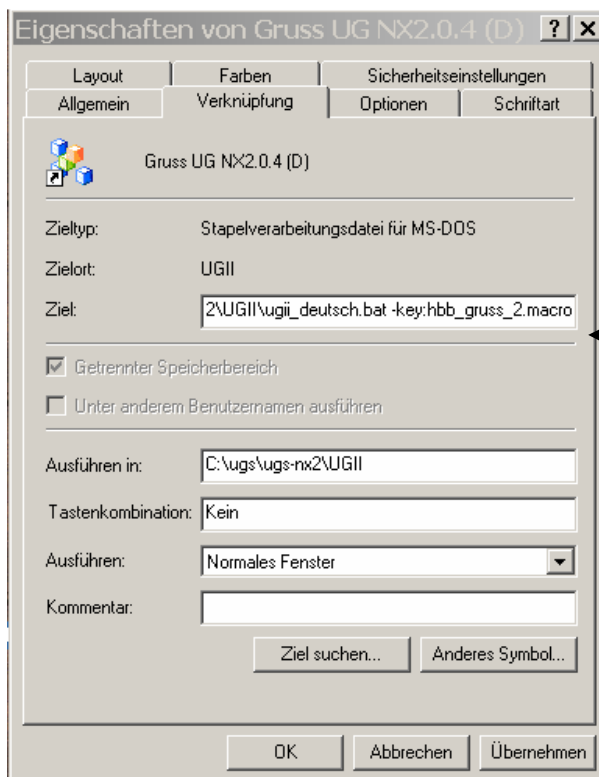 Eigenschaften von Gruss UG NX2.0.4 (D)
Layout Farben Sicherheitseinstellungen
Allgemein Verknüpfung Optionen Schriftart
Gruss UG NX2.0.4 (D)
Zieltyp: Stapelverarbeitungsdatei für MS-DOS
Zielort: UGII
Ziel: 2\UGII\ugii_deutsch.bat -key:hbb_gruss_2.macro
Getrennter Speicherbereich
Unter anderem Benutzernamen ausführen
Ausführen in: C:\ugs\ugs-nx2\UGII
Tastenkombination: Kein
Ausführen: Normales Fenster
Kommentar:
Ziel suchen... Anderes Symbol...
OK Abbrechen Übernehmen